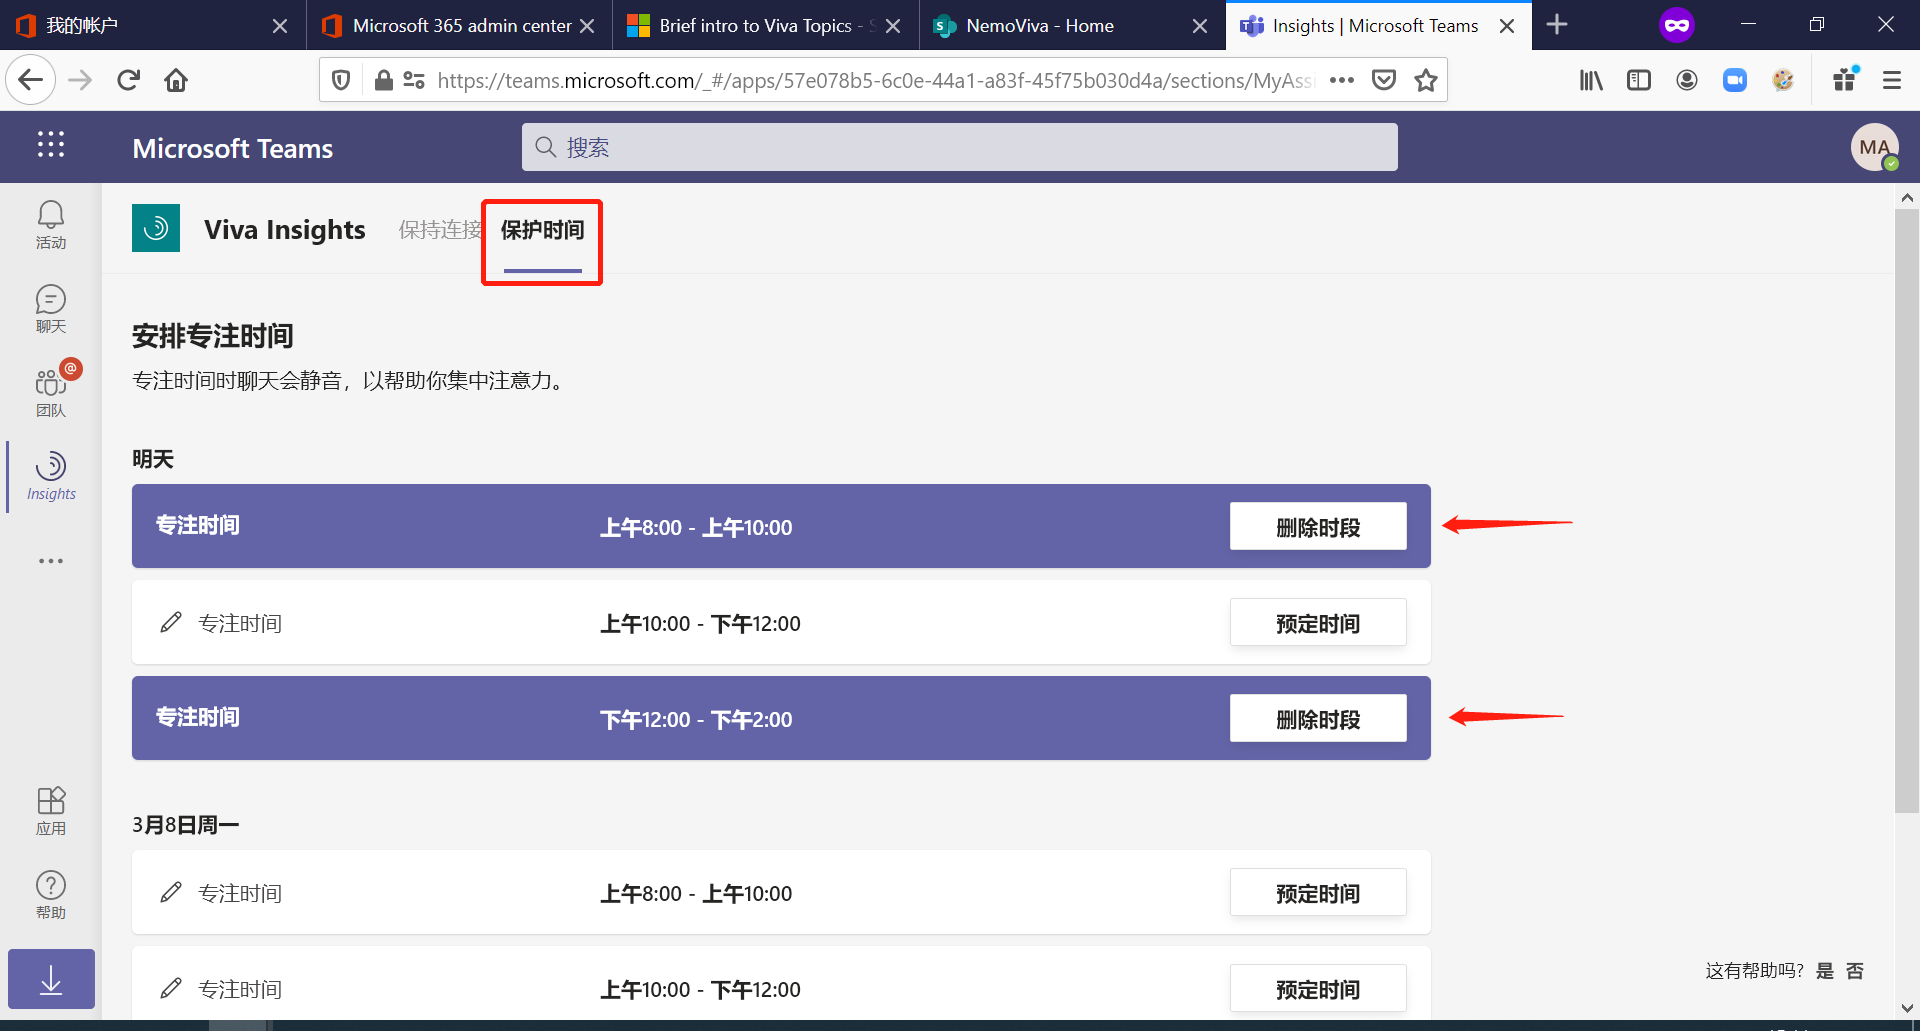 我的帐户
Microsoft 365 admin center
Brief intro to Viva Topics - S
NemoViva - Home
Insights | Microsoft Teams
https://teams.microsoft.com/_#/apps/57e078b5-6c0e-44a1-a83f-45f75b030d4a/sections/MyAssi
Microsoft Teams
搜索
MA
活动
聊天
@
团队
Insights
应用
帮助
Viva Insights
保持连接
保护时间
安排专注时间
专注时间时聊天会静音，以帮助你集中注意力。
明天
专注时间 上午8:00 - 上午10:00 删除时段
专注时间 上午10:00 - 下午12:00 预定时间
专注时间 下午12:00 - 下午2:00 删除时段
3月8日周一
专注时间 上午8:00 - 上午10:00 预定时间
专注时间 上午10:00 - 下午12:00 预定时间
这有帮助吗? 是 否